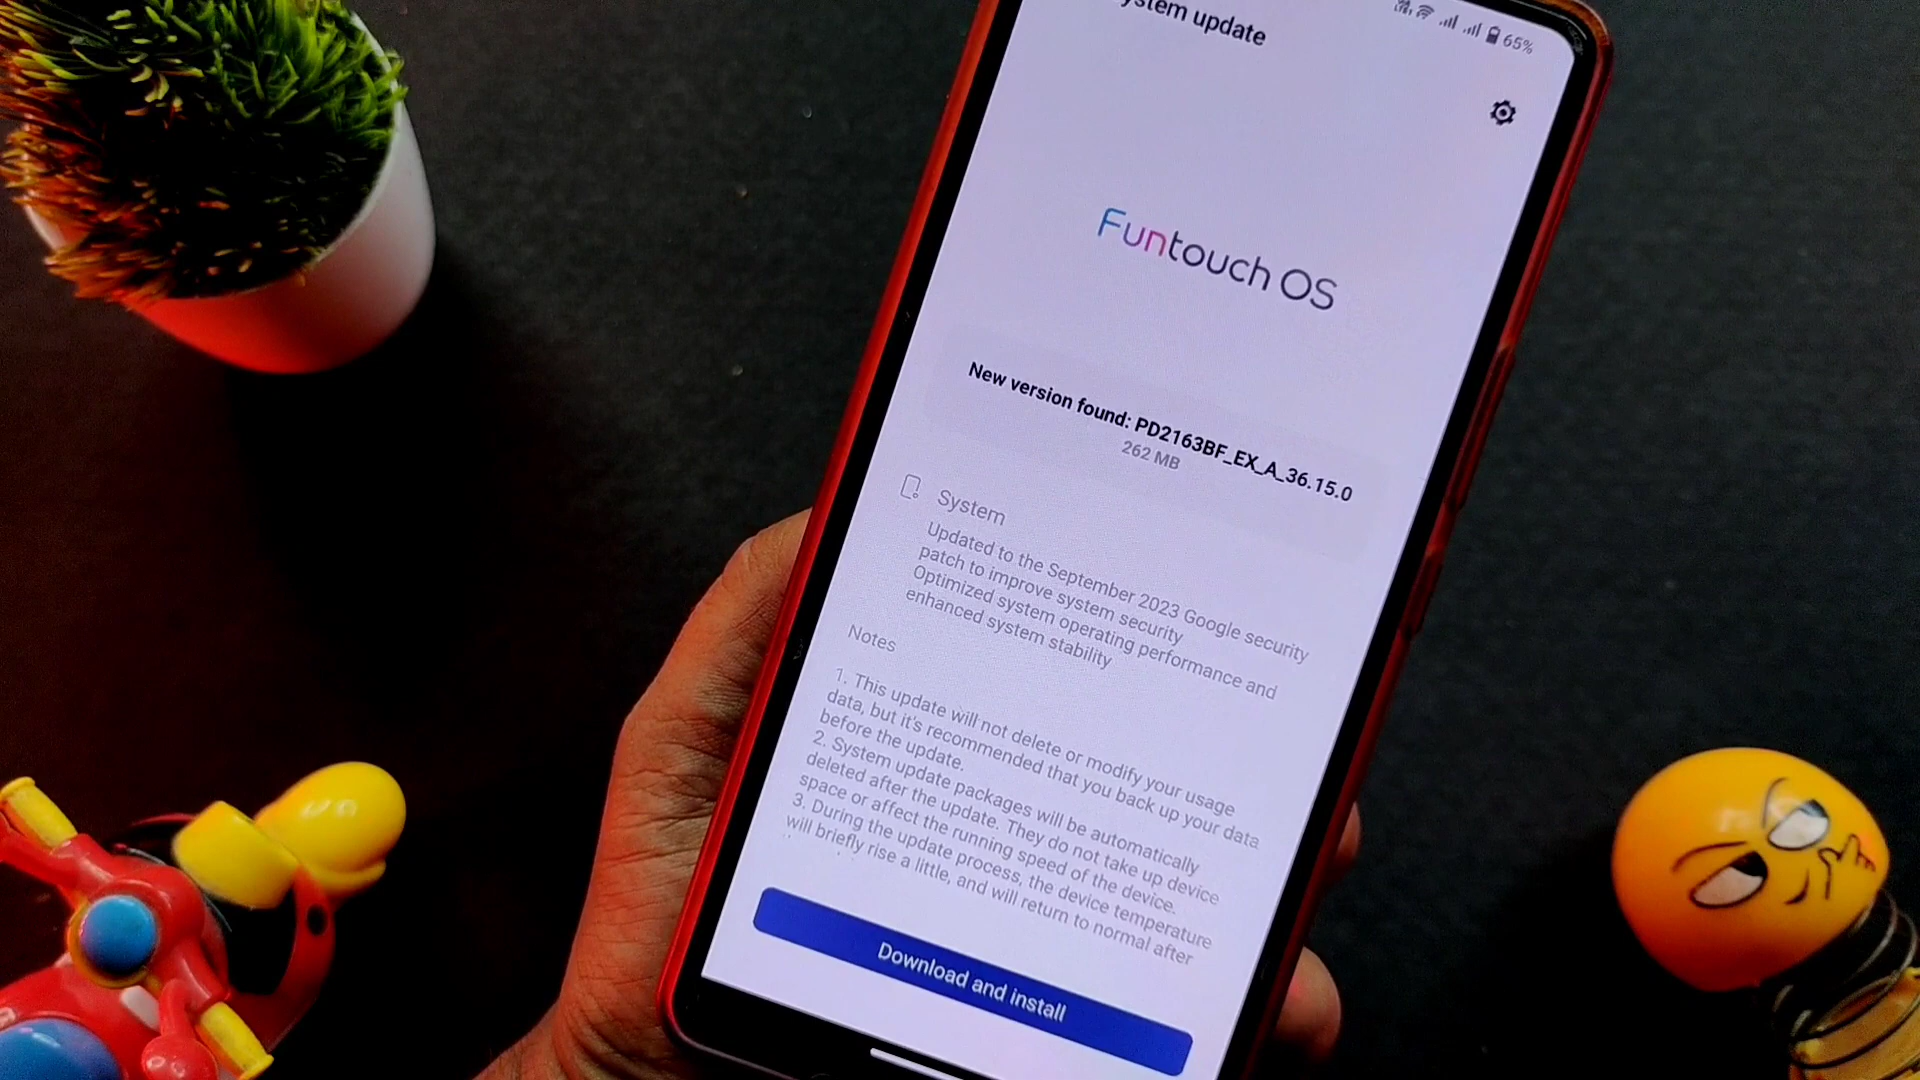 ystem update
65%
Funtouch OS
New version found: PD2163BF_EX_A_36.15.0
262 MB
System
Updated to the September 2023 Google security
patch to improve system security
Optimized system operating performance and
enhanced system stability
Notes
1. This update will not delete or modify your usage
data, but it's recommended that you back up your data
before the update.
2. System update packages will be automatically
deleted after the update. They do not take up device
space or affect the running speed of the device.
3. During the update process, the device temperature
will briefly rise a little, and will return to normal after
Download and install